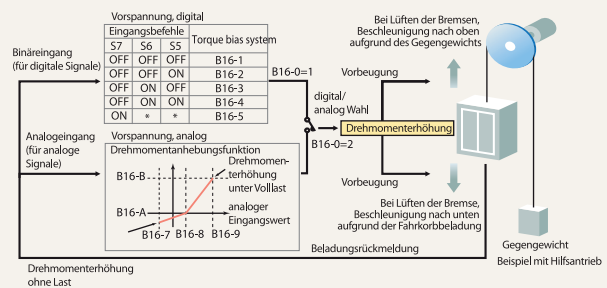 Vorspannung, digital
Eingangsbefehle
Torque bias system
S7 S6 S5
OFF OFF OFF B16-1
OFF OFF ON B16-2
OFF ON OFF B16-3
OFF ON ON B16-4
ON * * B16-5
Binäreingang
(für digitale Signale)
B16-0=1
digital/
analog Wahl
B16-0=2
Analogeingang
(für analoge
Signale)
Vorspannung, analog
Drehmomentanhebungsfunktion
B16-B
B16-A
B16-7 B16-8 B16-9
Drehmomen-
terhöhung
unter Volllast
analoger
Eingangswert
Drehmomenterhöhung
Bei Lüften der Bremsen,
Beschleunigung nach oben
aufgrund des Gegengewichts
Vorbeugung
Vorbeugung
Bei Lüften der Bremse,
Beschleunigung nach unten
aufgrund der Fahrkorbbeladung
Gegengewicht
Beispiel mit Hilfsantrieb
Beladungsrückmeldung
Drehmomenterhöhung
ohne Last